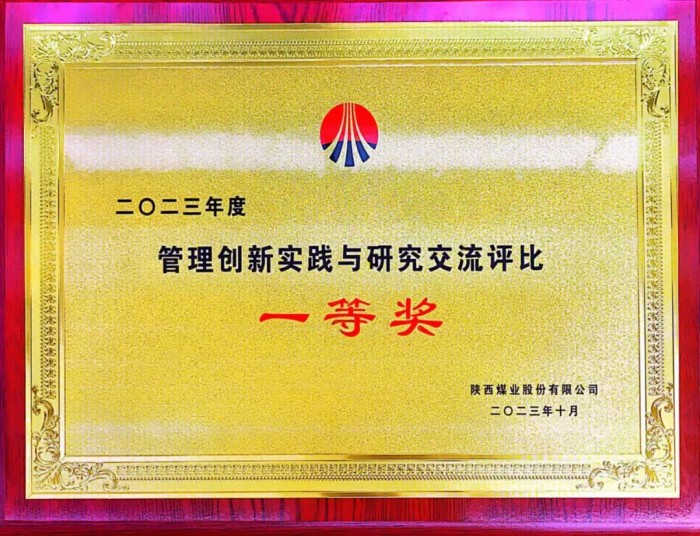 二〇二三年度
管理创新实践与研究交流评比
一等奖
陕西煤业股份有限公司
二〇二三年十月